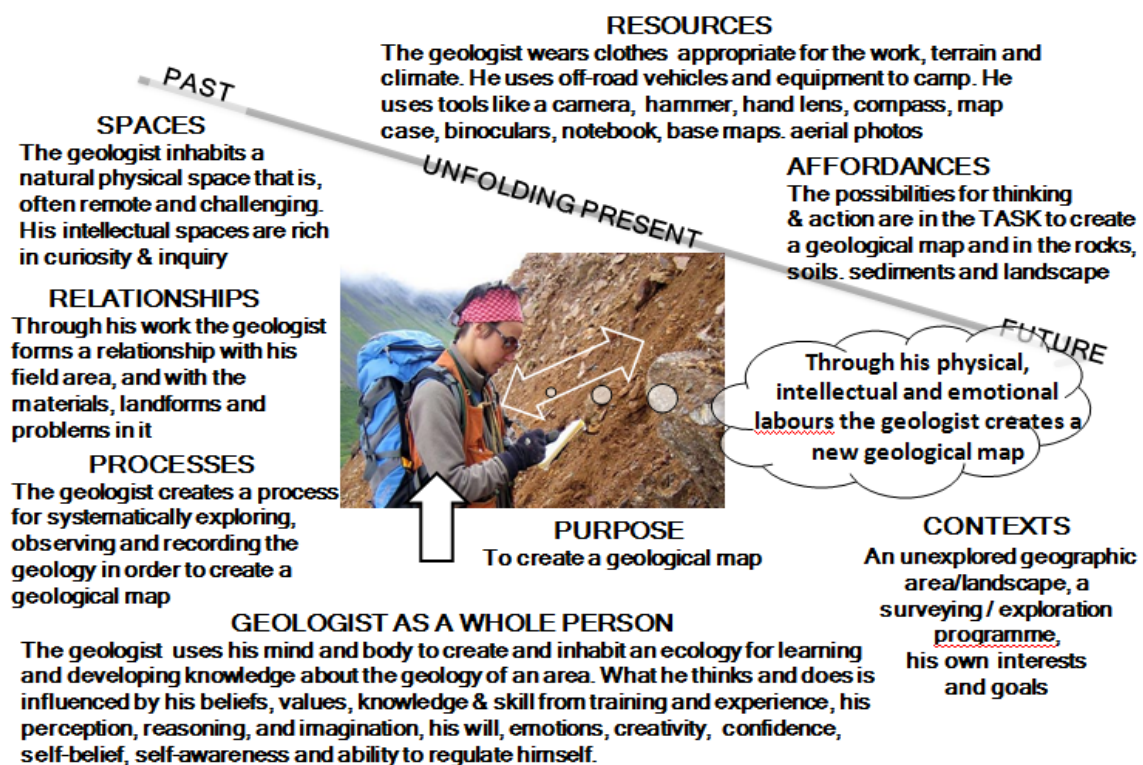 RESOURCES
The geologist wears clothes appropriate for the work, terrain and
climate. He uses off-road vehicles and equipment to camp. He
uses tools like a camera, hammer, hand lens, compass, map
case, binoculars, notebook, base maps. aerial photos
PAST
UNFOLDING PRESENT
FUTURE
SPACES
The geologist inhabits a
natural physical space that is,
often remote and challenging.
His intellectual spaces are rich
in curiosity & inquiry
AFFORDANCES
The possibilities for thinking
& action are in the TASK to create
a geological map and in the rocks,
soils. sediments and landscape
RELATIONSHIPS
Through his work the geologist
forms a relationship with his
field area, and with the
materials, landforms and
problems in it
Through his physical,
intellectual and emotional
labours the geologist creates a
new geological map
PROCESSES
The geologist creates a process
for systematically exploring,
observing and recording the
geology in order to create a
geological map
PURPOSE
To create a geological map
CONTEXTS
An unexplored geographic
area/landscape, a
surveying / exploration
programme,
his own interests
and goals
GEOLOGIST AS A WHOLE PERSON
The geologist uses his mind and body to create and inhabit an ecology for learning
and developing knowledge about the geology of an area. What he thinks and does is
influenced by his beliefs, values, knowledge & skill from training and experience, his
perception, reasoning, and imagination, his will, emotions, creativity, confidence,
self-belief, self-awareness and ability to regulate himself.